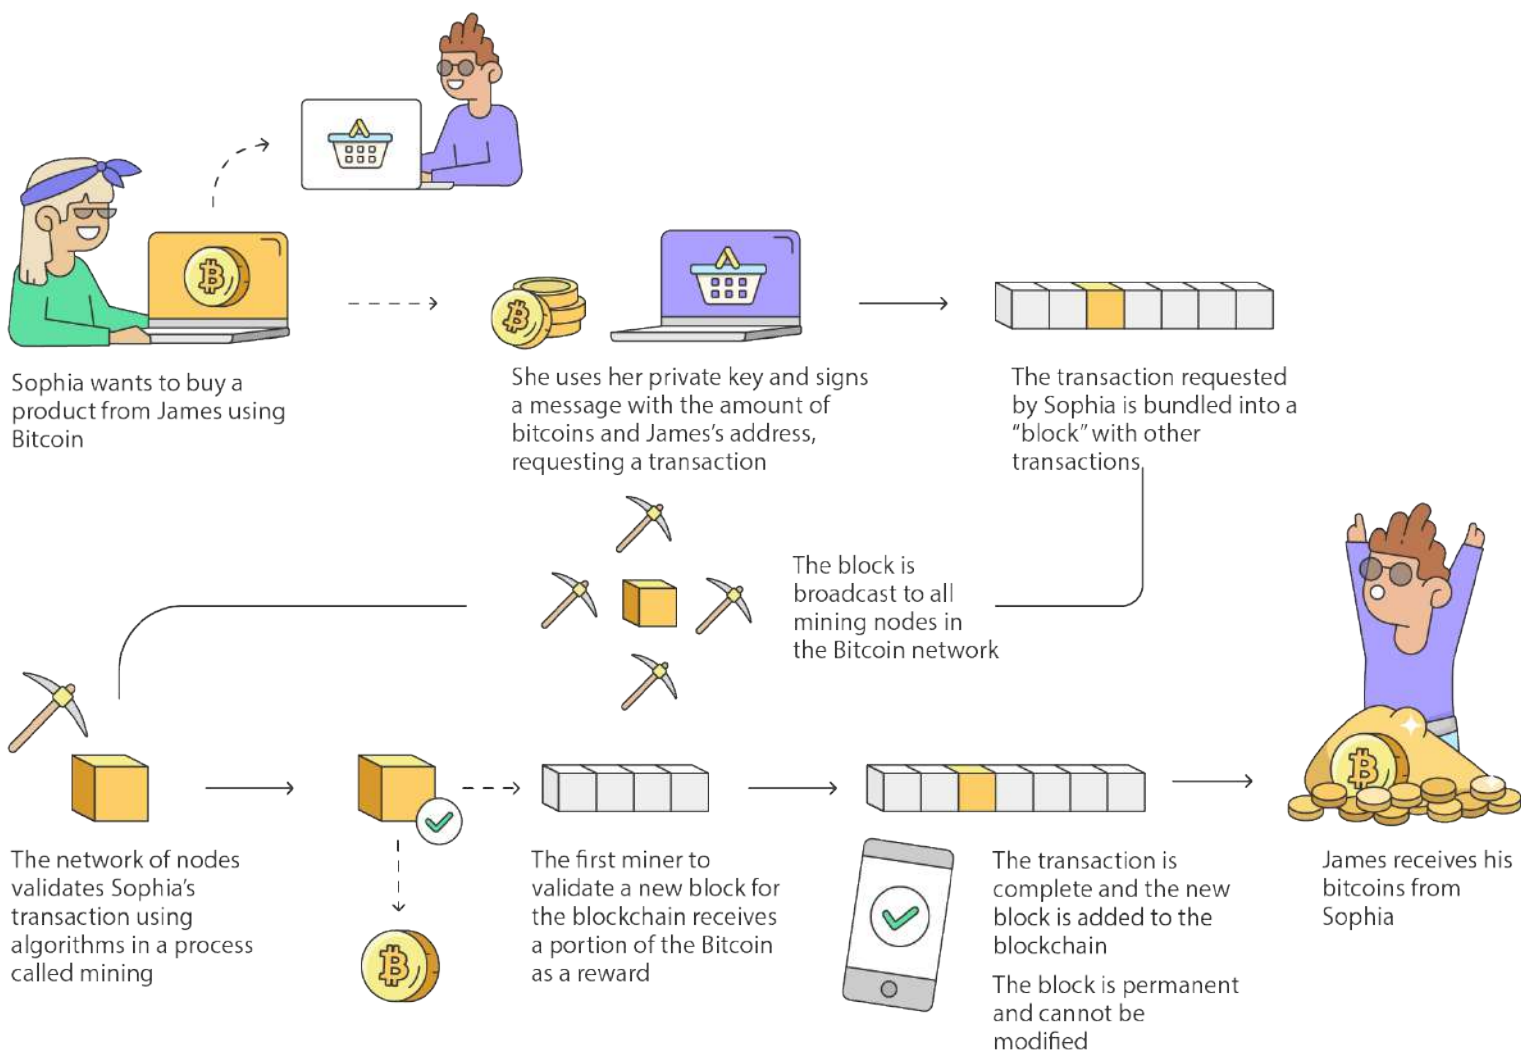 Sophia wants to buy a
product from James using
Bitcoin
She uses her private key and signs
a message with the amount of
bitcoins and James’s address,
requesting a transaction
The transaction requested
by Sophia is bundled into a
“block” with other
transactions
The block is
broadcast to all
mining nodes in
the Bitcoin network
The network of nodes
validates Sophia’s
transaction using
algorithms in a process
called mining
The first miner to
validate a new block for
the blockchain receives
a portion of the Bitcoin
as a reward
The transaction is
complete and the new
block is added to the
blockchain
The block is permanent
and cannot be
modified
James receives his
bitcoins from
Sophia